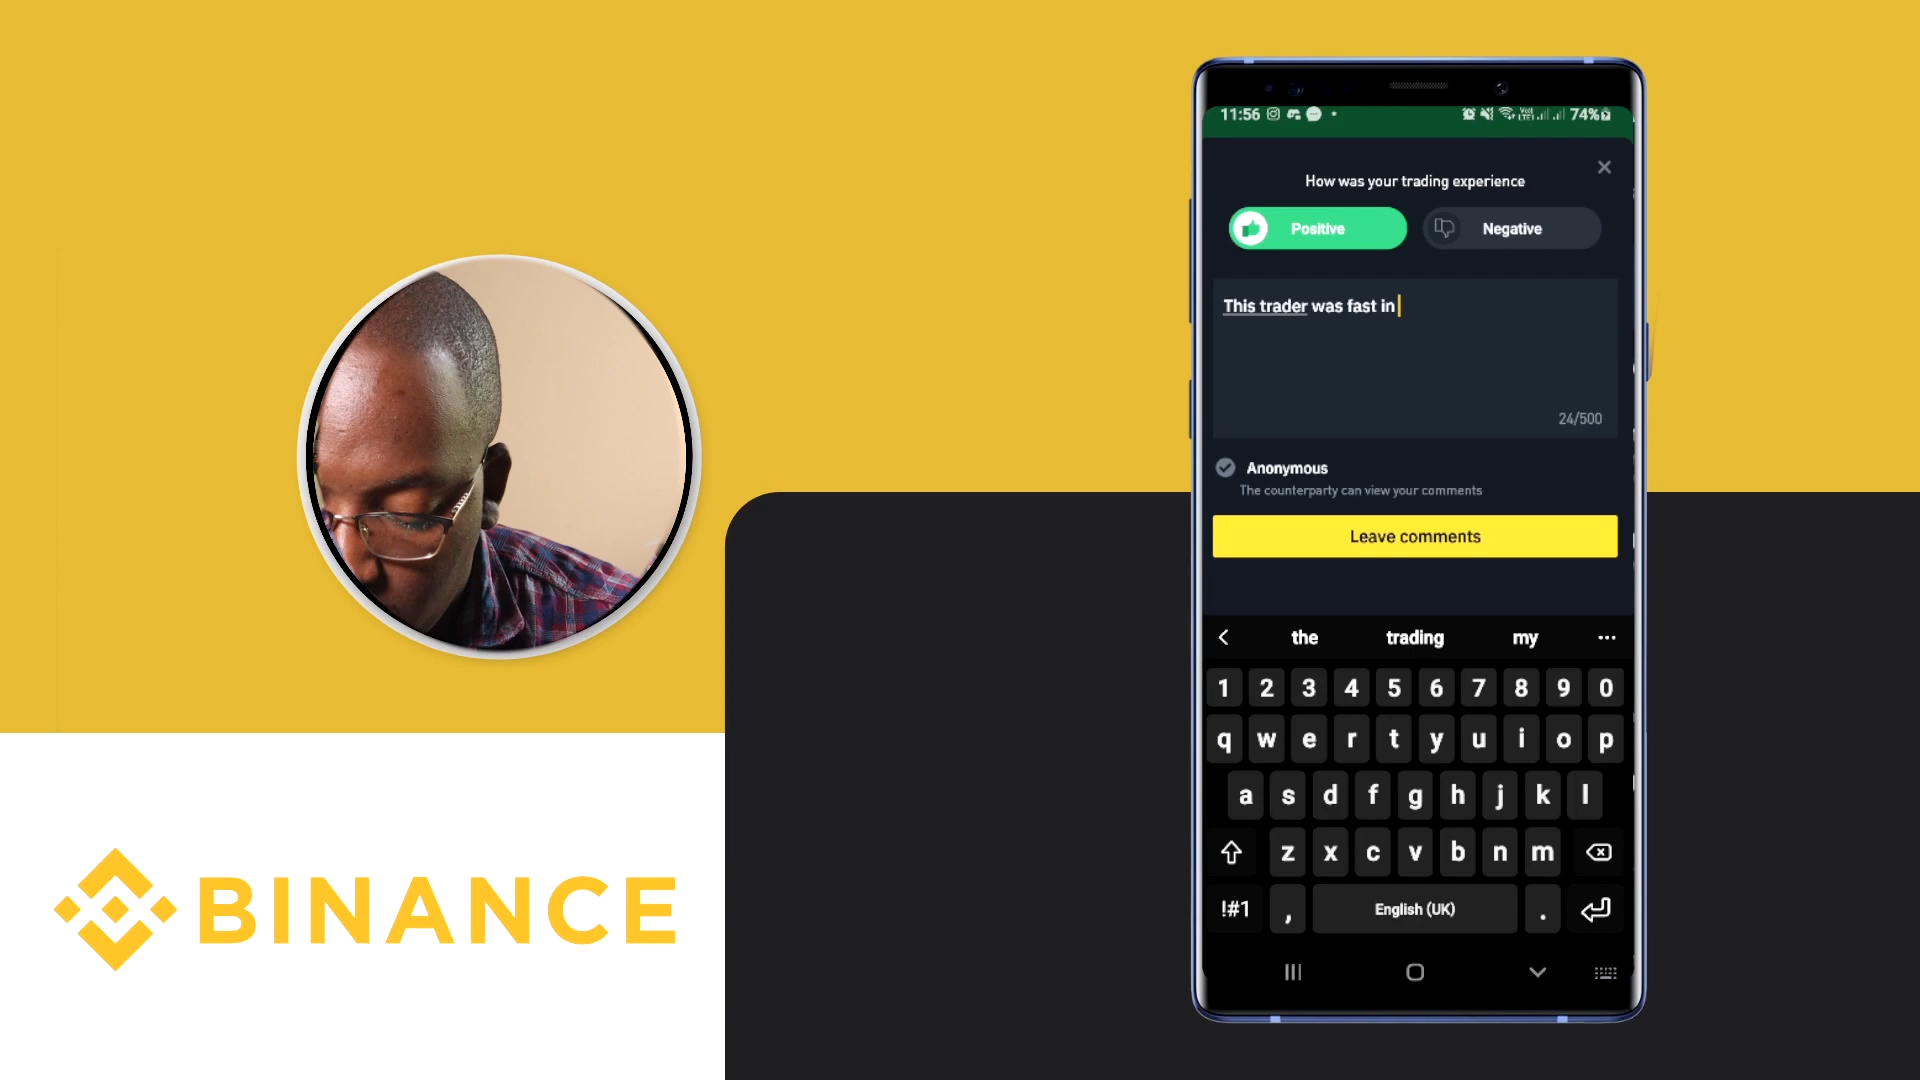 BINANCE
11:56
74%
How was your trading experience
Positive
Negative
This trader was fast in
24/500
Anonymous
The counterparty can view your comments
Leave comments
the trading my
1 2 3 4 5 6 7 8 9 0
q w e r t y u i o p
a s d f g h j k l
z x c v b n m
!#1 , English (UK) .